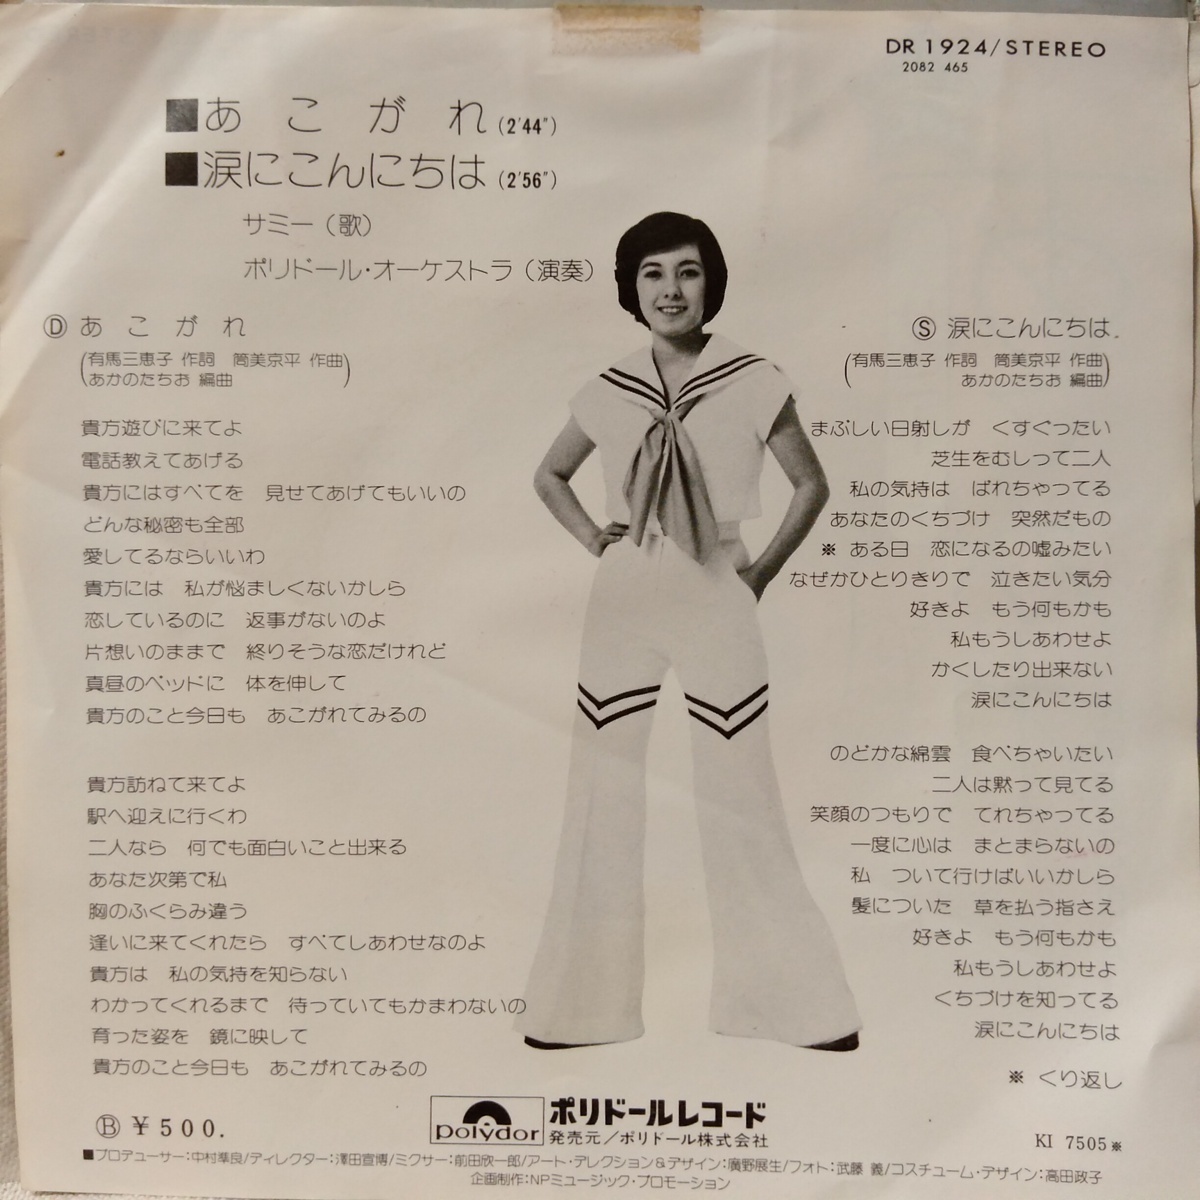 DR 1924/STEREO
2082 465
■あこがれ(2'44")
■涙にこんにちは(2'56")
サミー(歌)
ポリドール・オーケストラ(演奏)
Ⓓ あこがれ
(有馬三恵子 作詞 筒美京平 作曲
あかのたちお 編曲)
貴方遊びに来てよ
電話教えてあげる
貴方にはすべてを 見せてあげてもいいの
どんな秘密も全部
愛してるならいいわ
貴方には 私が悩ましくないかしら
恋しているのに 返事がないのよ
片想いのままで 終りそうな恋だけれど
真昼のベッドに 体を伸して
貴方のこと今日も あこがれてみるの
貴方訪ねて来てよ
駅へ迎えに行くわ
二人なら 何でも面白いこと出来る
あなた次第で私
胸のふくらみ違う
逢いに来てくれたら すべてしあわせなのよ
貴方は 私の気持を知らない
わかってくれるまで 待っていてもかまわないの
育った姿を 鏡に映して
貴方のこと今日も あこがれてみるの
Ⓢ 涙にこんにちは
(有馬三恵子 作詞 筒美京平 作曲
あかのたちお 編曲)
まぶしい日射しが くすぐったい
芝生をむしって二人
私の気持は ばれちゃってる
あなたのくちづけ 突然だもの
※ ある日 恋になるの嘘みたい
なぜかひとりきりで 泣きたい気分
好きよ もう何もかも
私もうしあわせよ
かくしたり出来ない
涙にこんにちは
のどかな綿雲 食べちゃいたい
二人は黙って見てる
笑顔のつもりで てれちゃってる
一度に心は まとまらないの
私 ついて行けばいいかしら
髪についた 草を払う指さえ
好きよ もう何もかも
私もうしあわせよ
くちづけを知ってる
涙にこんにちは
※ くり返し
Ⓑ ¥500.
polydor
ポリドールレコード
発売元/ポリドール株式会社
KI 7505※
■プロデューサー:中村準良/ディレクター:澤田宣博/ミクサー:前田欣一郎/アート・デレクション&デザイン:廣野展生/フォト:武藤 義/コスチューム・デザイン:高田政子
企画制作:NPミュージック・プロモーション